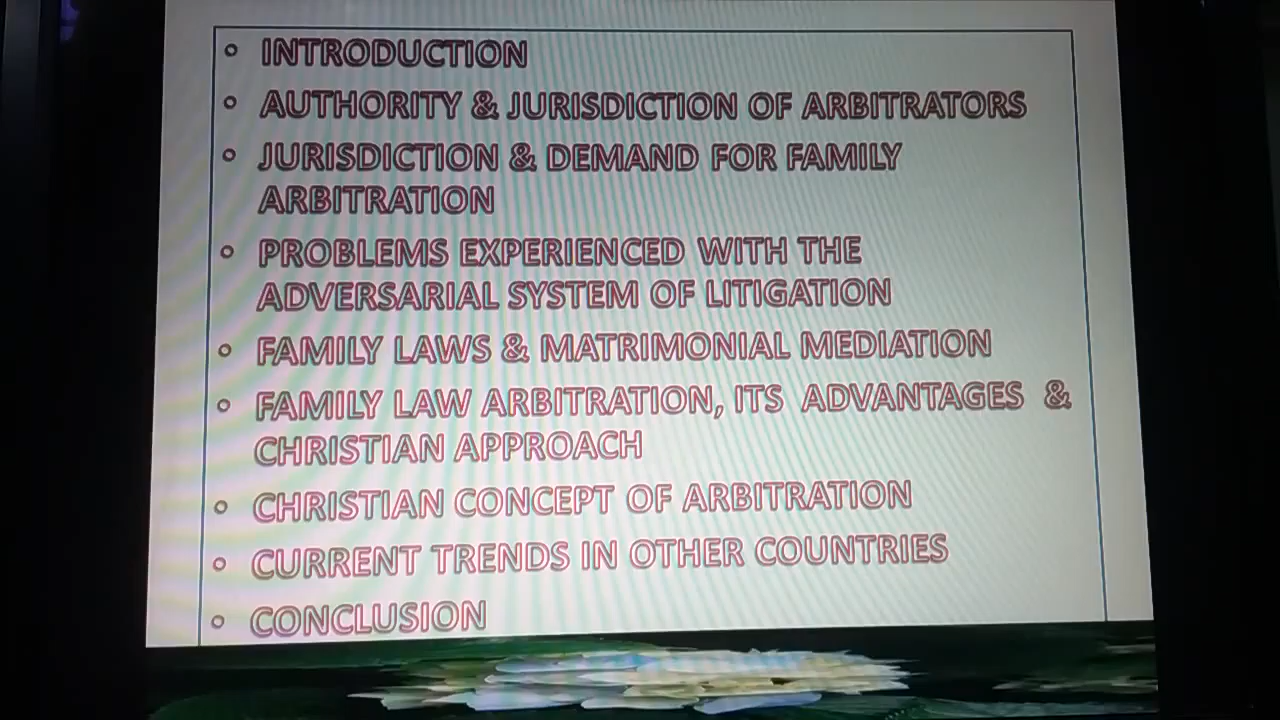 INTRODUCTION
AUTHORITY & JURISDICTION OF ARBITRATORS
JURISDICTION & DEMAND FOR FAMILY
ARBITRATION
PROBLEMS EXPERIENCED WITH THE
ADVERSARIAL SYSTEM OF LITIGATION
FAMILY LAWS & MATRIMONIAL MEDIATION
FAMILY LAW ARBITRATION, ITS ADVANTAGES &
CHRISTIAN APPROACH
CHRISTIAN CONCEPT OF ARBITRATION
CURRENT TRENDS IN OTHER COUNTRIES
CONCLUSION